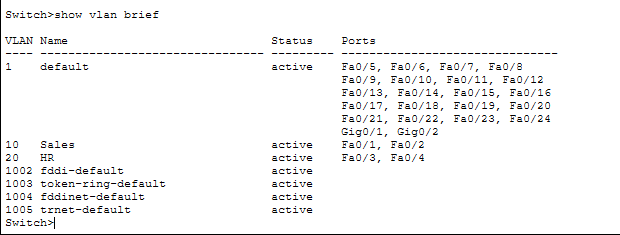 Switch>show vlan brief
VLAN Name                             Status    Ports
---- -------------------------------- --------- -------------------------------
1    default                          active    Fa0/5, Fa0/6, Fa0/7, Fa0/8
                                                Fa0/9, Fa0/10, Fa0/11, Fa0/12
                                                Fa0/13, Fa0/14, Fa0/15, Fa0/16
                                                Fa0/17, Fa0/18, Fa0/19, Fa0/20
                                                Fa0/21, Fa0/22, Fa0/23, Fa0/24
                                                Gig0/1, Gig0/2
10   Sales                            active    Fa0/1, Fa0/2
20   HR                               active    Fa0/3, Fa0/4
1002 fddi-default                     active
1003 token-ring-default               active
1004 fddinet-default                  active
1005 trnet-default                    active
Switch>